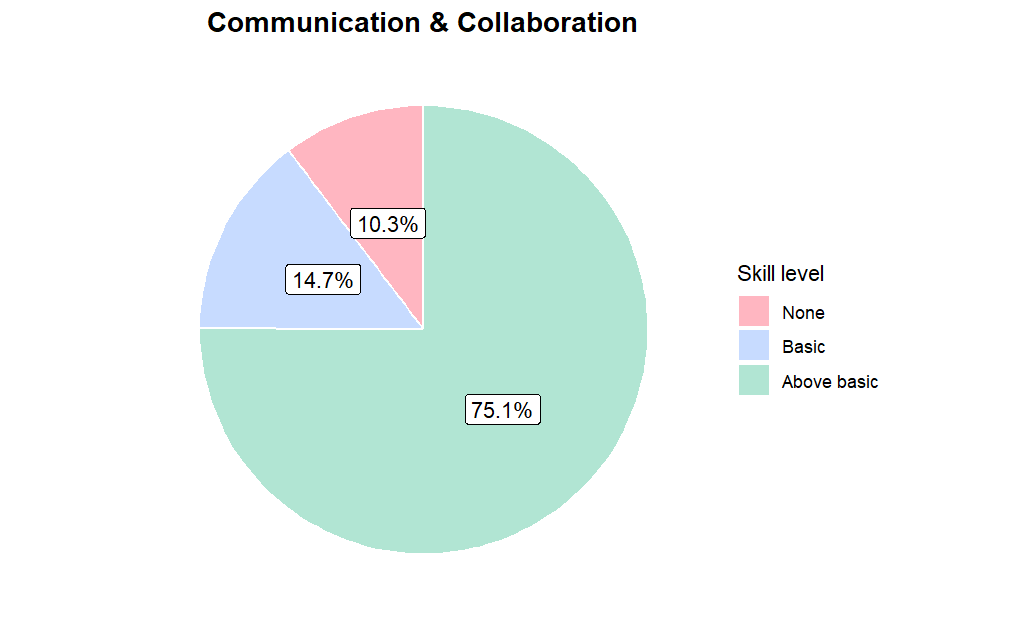 Communication & Collaboration
10.3%
14.7%
75.1%
Skill level
None
Basic
Above basic